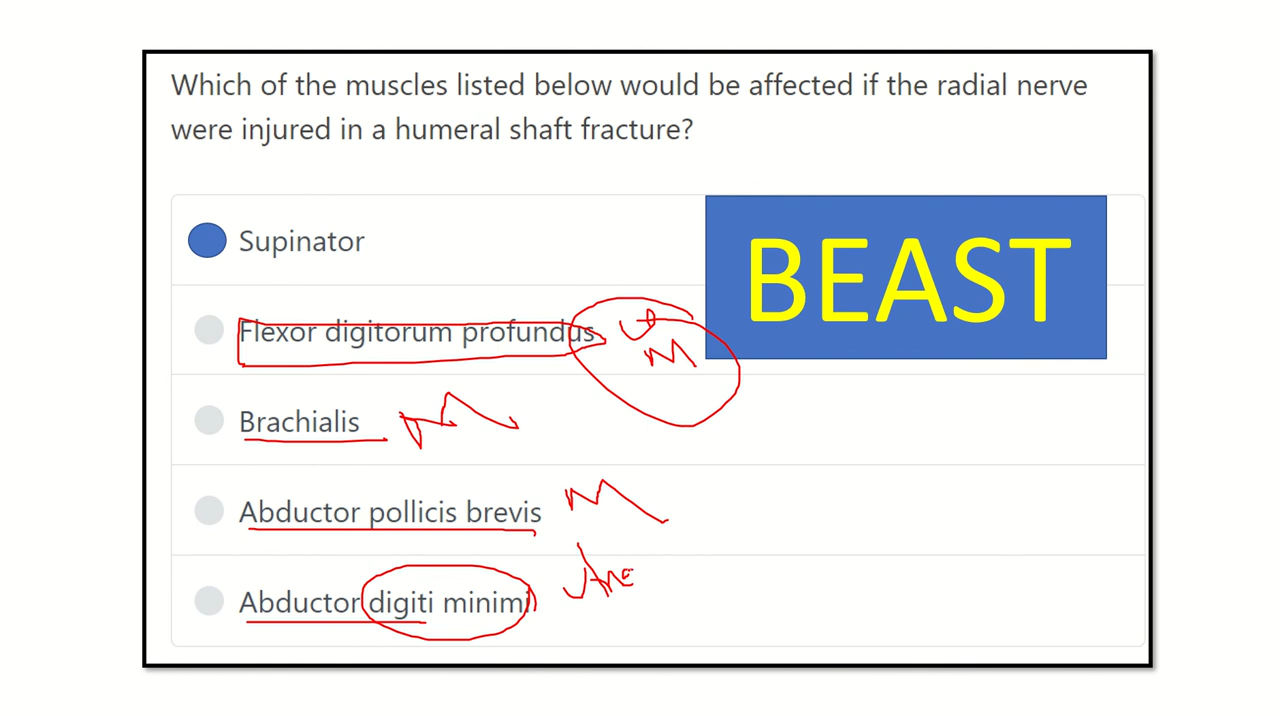 Which of the muscles listed below would be affected if the radial nerve
were injured in a humeral shaft fracture?
Supinator
BEAST
Flexor digitorum profundus
M
Brachialis M
Abductor pollicis brevis M
Abductor digiti minimi